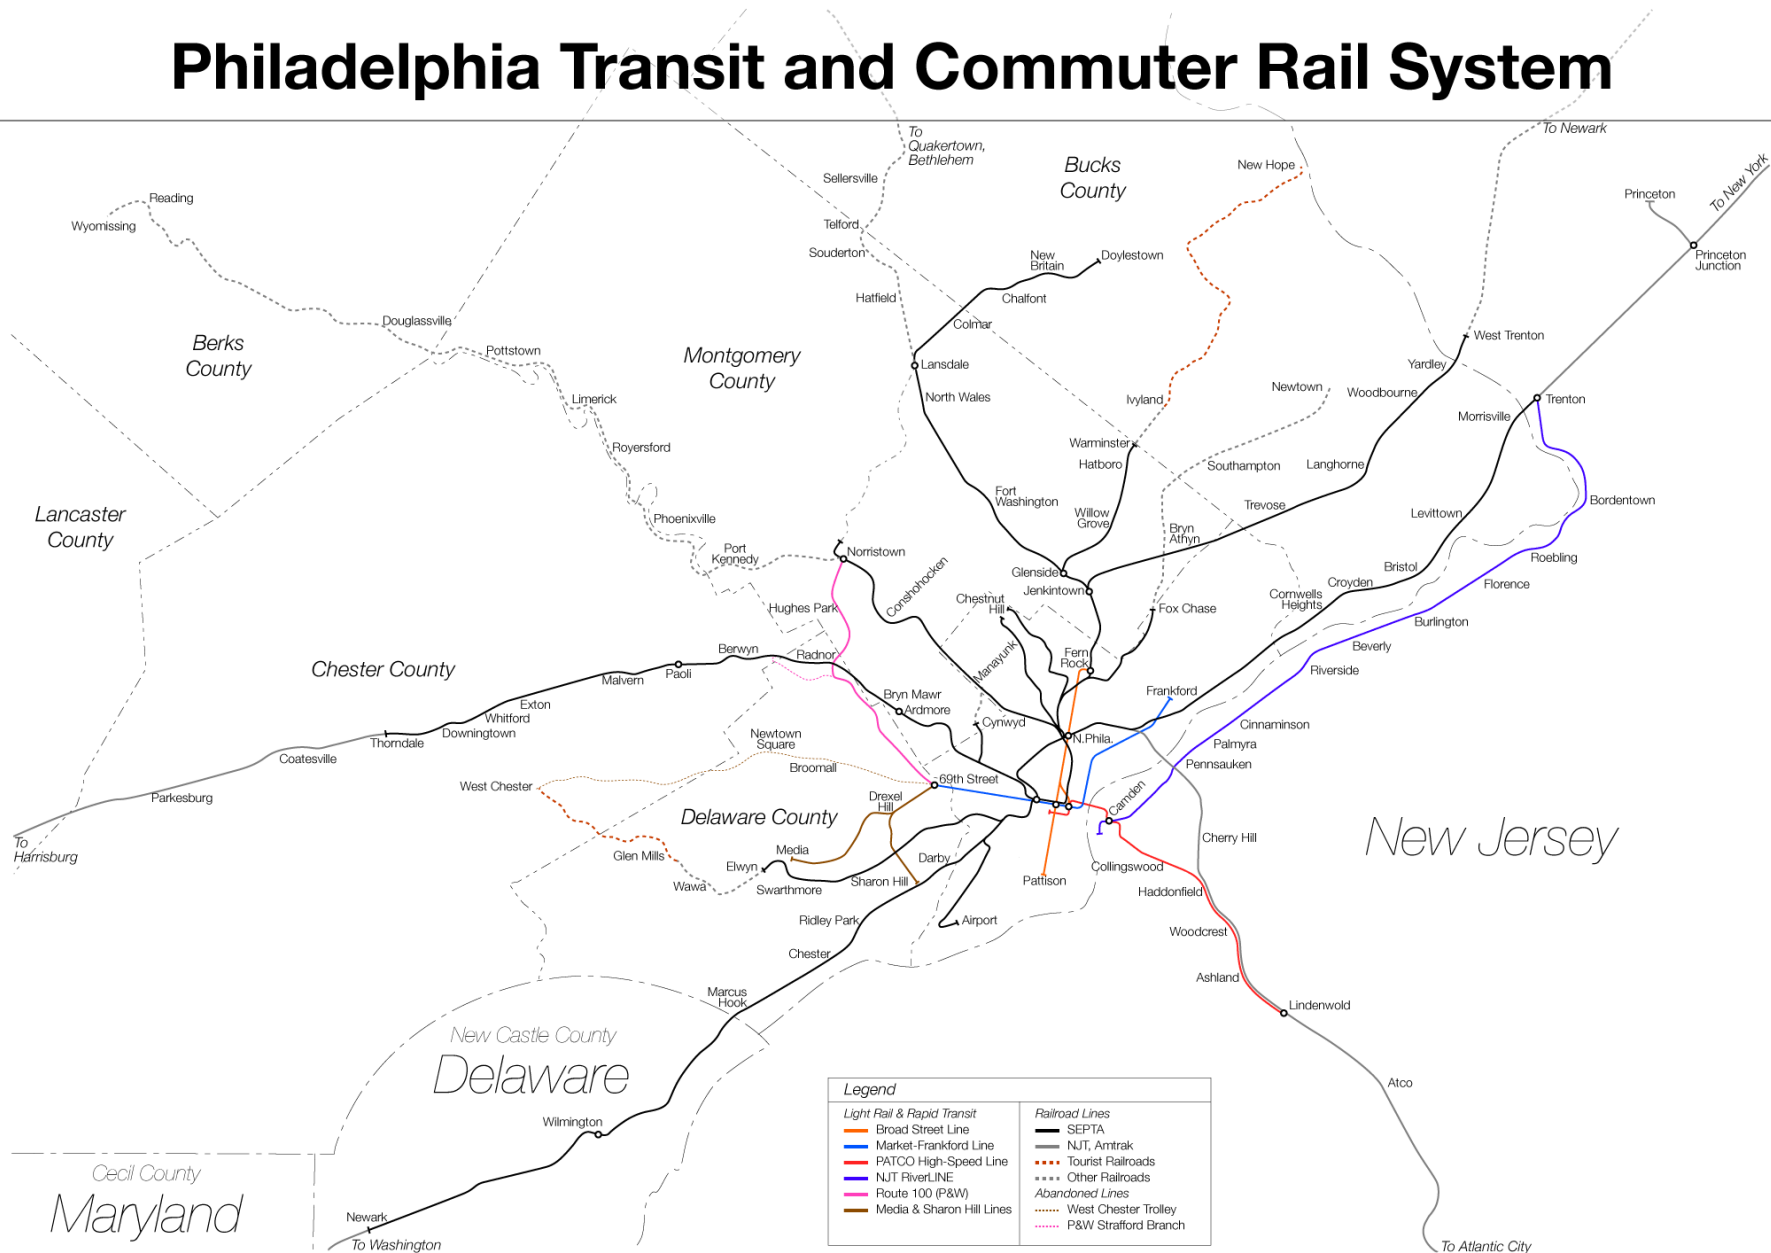 Philadelphia Transit and Commuter Rail System
To
Quakertown,
Bethlehem
Bucks
County
New Hope
To Newark
To New York
Princeton
Princeton
Junction
Sellersville
Telford
Souderton
Hatfield
Reading
Wyomissing
New
Britain
Doylestown
Chalfont
Colmar
Lansdale
North Wales
Douglassville
Pottstown
Berks
County
Montgomery
County
Limerick
Royersford
Phoenixville
Port
Kennedy
Lancaster
County
West Trenton
Yardley
Woodbourne
Newtown
Ivyland
Warminster
Hatboro
Southampton
Langhorne
Trevose
Morrisville
Trenton
Bordentown
Levittown
Roebling
Bristol
Florence
Croyden
Burlington
Cornwells
Heights
Beverly
Riverside
Fort
Washington
Willow
Grove
Bryn
Athyn
Glenside
Jenkintown
Chestnut
Hill
Fox Chase
Norristown
Conshohocken
Hughes Park
Manayunk
Fern
Rock
Frankford
Cinnaminson
Palmyra
Pennsauken
Chester County
Berwyn
Radnor
Paoli
Malvern
Exton
Whitford
Downingtown
Thorndale
Coatesville
Parkesburg
To
Harrisburg
Bryn Mawr
Ardmore
Cynwyd
N.Phila.
Newtown
Square
Broomall
West Chester
69th Street
Drexel
Hill
Camden
Delaware County
Media
Elwyn
Glen Mills
Wawa
Swarthmore
Sharon Hill
Darby
Pattison
Collingswood
Cherry Hill
Haddonfield
New Jersey
Ridley Park
Airport
Woodcrest
Chester
Ashland
Marcus
Hook
Lindenwold
New Castle County
Delaware
Atco
Wilmington
Cecil County
Maryland
Newark
To Washington
To Atlantic City
Legend
Light Rail & Rapid Transit
Broad Street Line
Market-Frankford Line
PATCO High-Speed Line
NJT RiverLINE
Route 100 (P&W)
Media & Sharon Hill Lines
Railroad Lines
SEPTA
NJT, Amtrak
Tourist Railroads
Other Railroads
Abandoned Lines
West Chester Trolley
P&W Strafford Branch